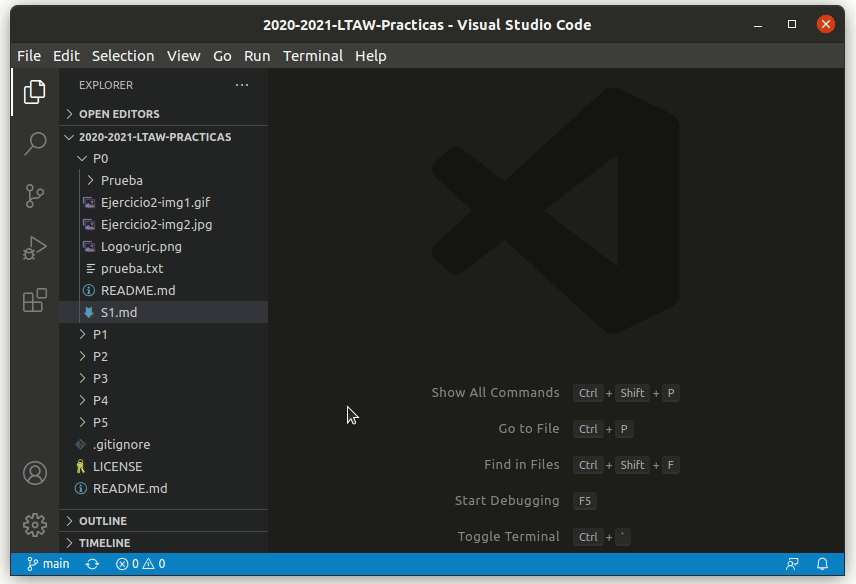 2020-2021-LTAW-Practicas - Visual Studio Code
File Edit Selection View Go Run Terminal Help
EXPLORER
OPEN EDITORS
2020-2021-LTAW-PRACTICAS
P0
Prueba
Ejercicio2-img1.gif
Ejercicio2-img2.jpg
Logo-urjc.png
prueba.txt
README.md
S1.md
P1
P2
P3
P4
P5
.gitignore
LICENSE
README.md
OUTLINE
TIMELINE
Show All Commands Ctrl + Shift + P
Go to File Ctrl + P
Find in Files Ctrl + Shift + F
Start Debugging F5
Toggle Terminal Ctrl + `
main 0 0